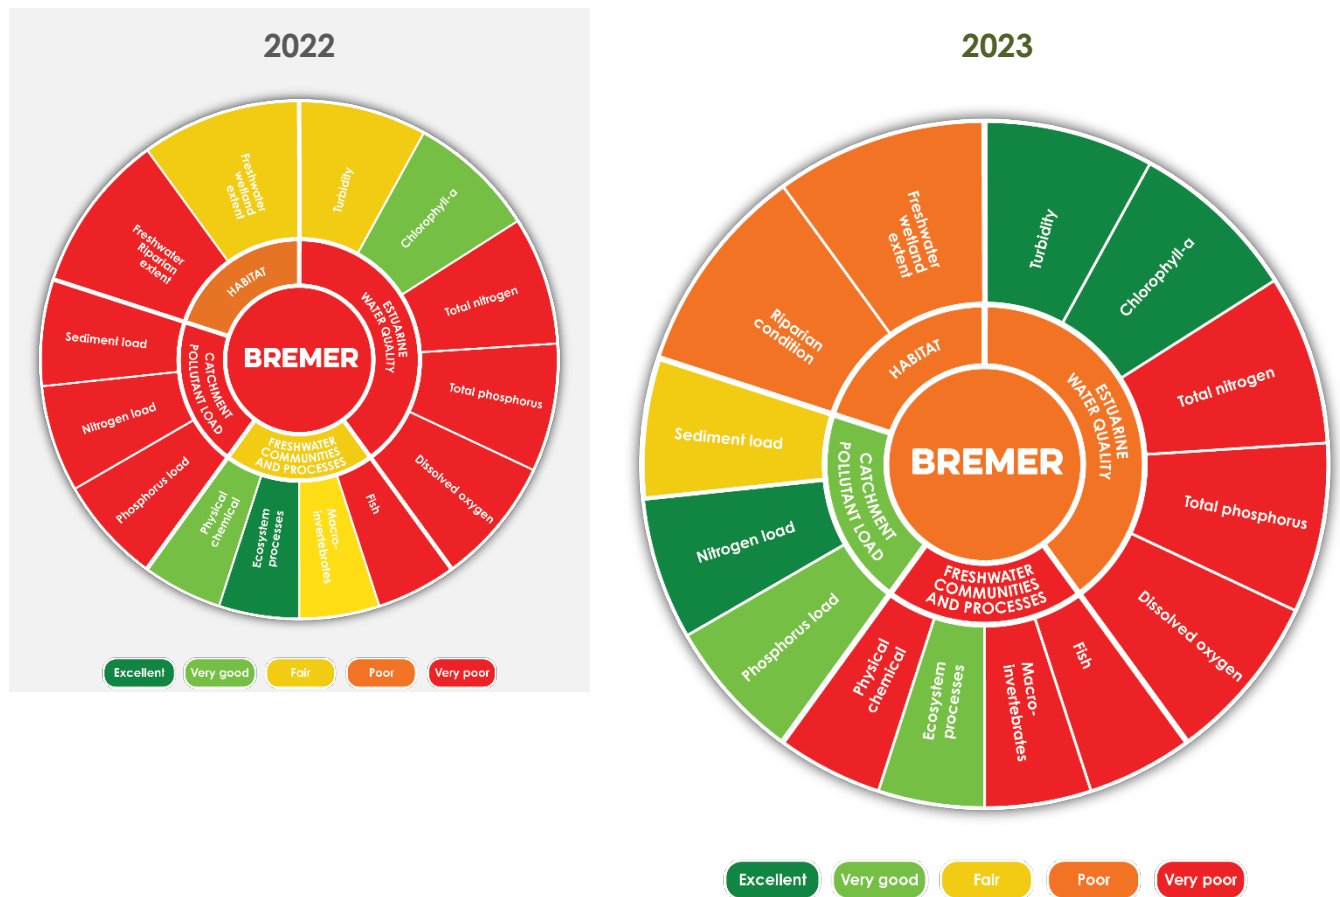 2022
Freshwater
wetland
extent
Turbidity
Chlorophyll-a
Total nitrogen
Total phosphorus
Dissolved oxygen
Fish
Macro-
invertebrates
Ecosystem
processes
Physical
chemical
Phosphorus load
Nitrogen load
Sediment load
Freshwater
Riparian
extent
HABITAT
ESTUARINE
WATER QUALITY
FRESHWATER
COMMUNITIES
AND PROCESSES
CATCHMENT
POLLUTANT LOAD
BREMER
Excellent
Very good
Fair
Poor
Very poor
2023
Freshwater
wetland
extent
Turbidity
Chlorophyll-a
Total nitrogen
Total phosphorus
Dissolved oxygen
Fish
Macro-
invertebrates
Ecosystem
processes
Physical
chemical
Phosphorus load
Nitrogen load
Sediment load
Riparian
condition
HABITAT
ESTUARINE
WATER QUALITY
FRESHWATER
COMMUNITIES
AND PROCESSES
CATCHMENT
POLLUTANT LOAD
BREMER
Excellent
Very good
Fair
Poor
Very poor